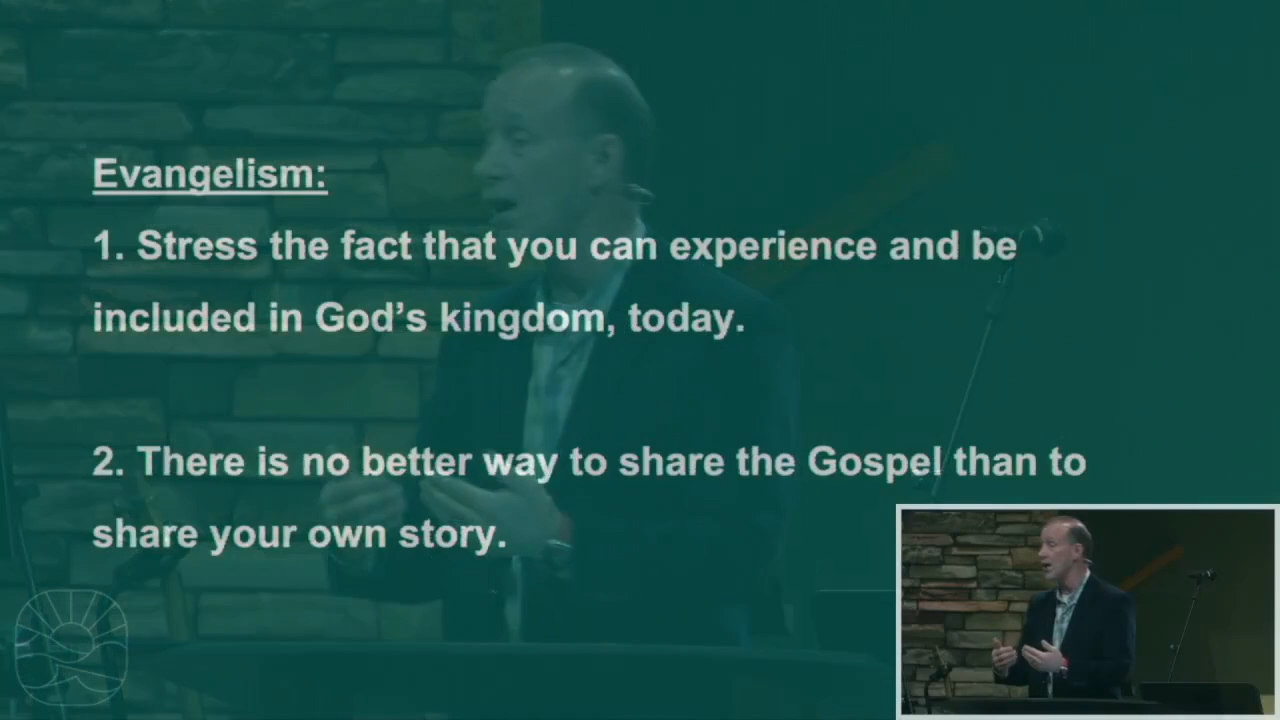 Evangelism:
1. Stress the fact that you can experience and be
included in God’s kingdom, today.
2. There is no better way to share the Gospel than to
share your own story.